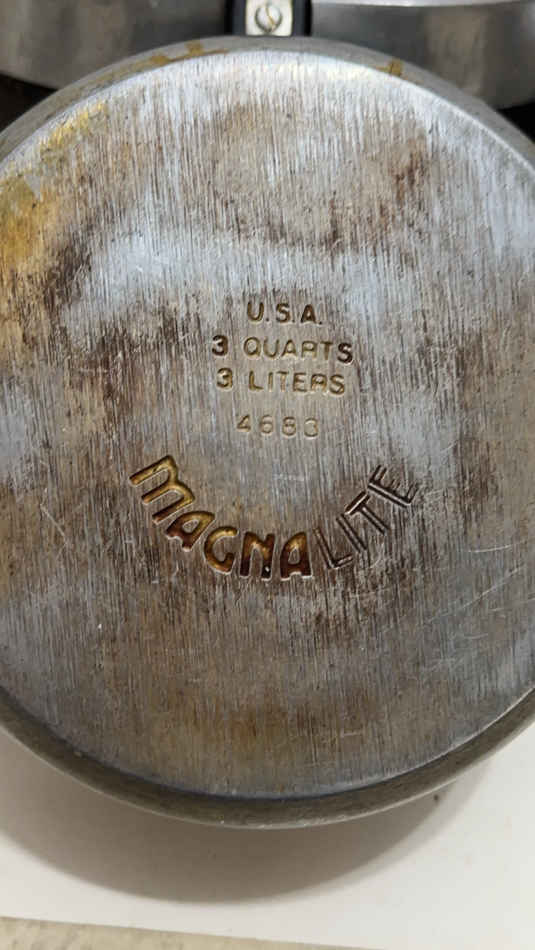 U.S.A.
3 QUARTS
3 LITERS
4683
MAGNALITE